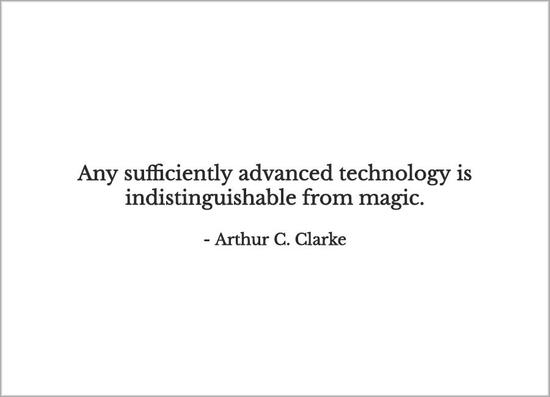 Any sufficiently advanced technology is
indistinguishable from magic.
- Arthur C. Clarke